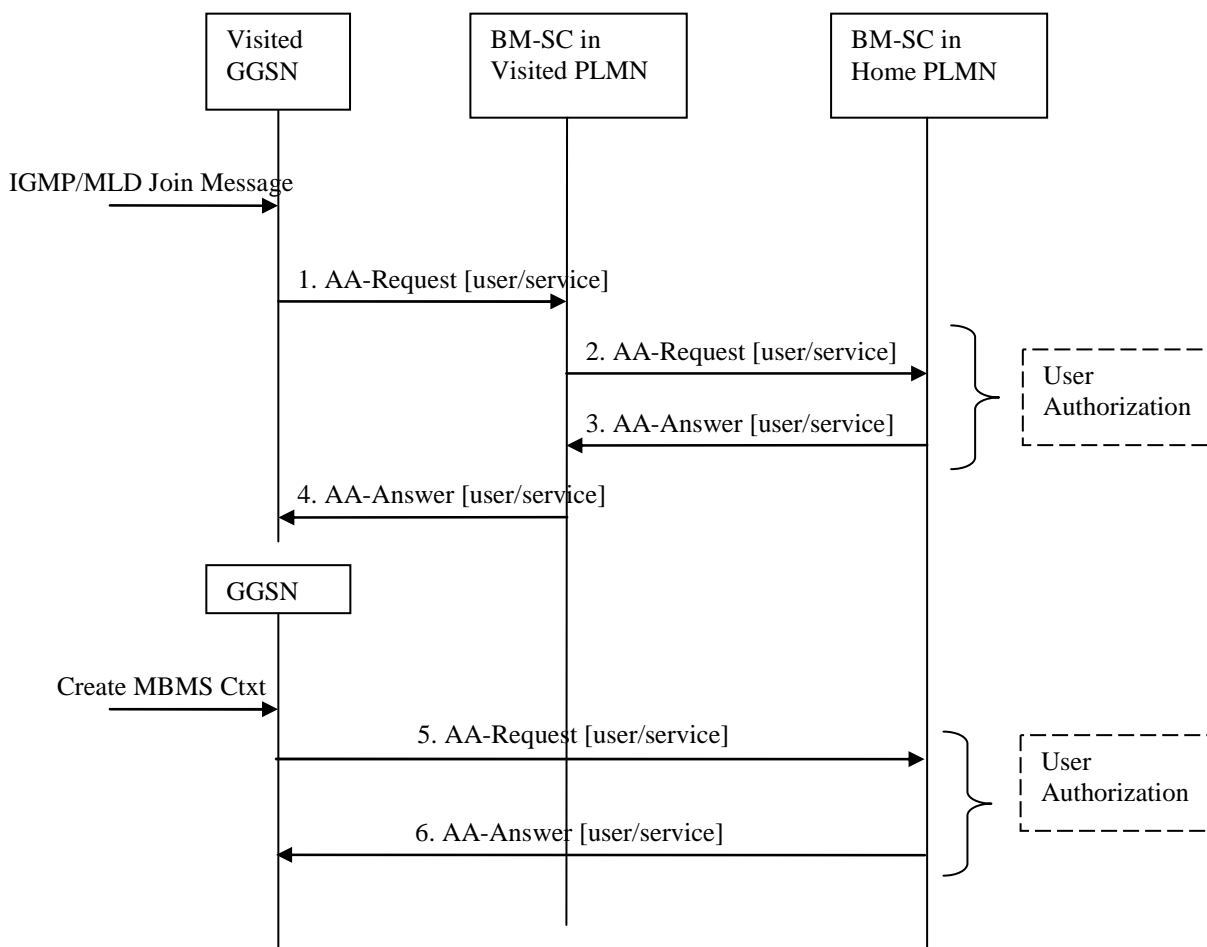 Visited
GGSN
BM-SC in
Visited PLMN
BM-SC in
Home PLMN
IGMP/MLD Join Message
1. AA-Request [user/service]
2. AA-Request [user/service]
3. AA-Answer [user/service]
User
Authorization
4. AA-Answer [user/service]
GGSN
Create MBMS Ctxt
5. AA-Request [user/service]
6. AA-Answer [user/service]
User
Authorization